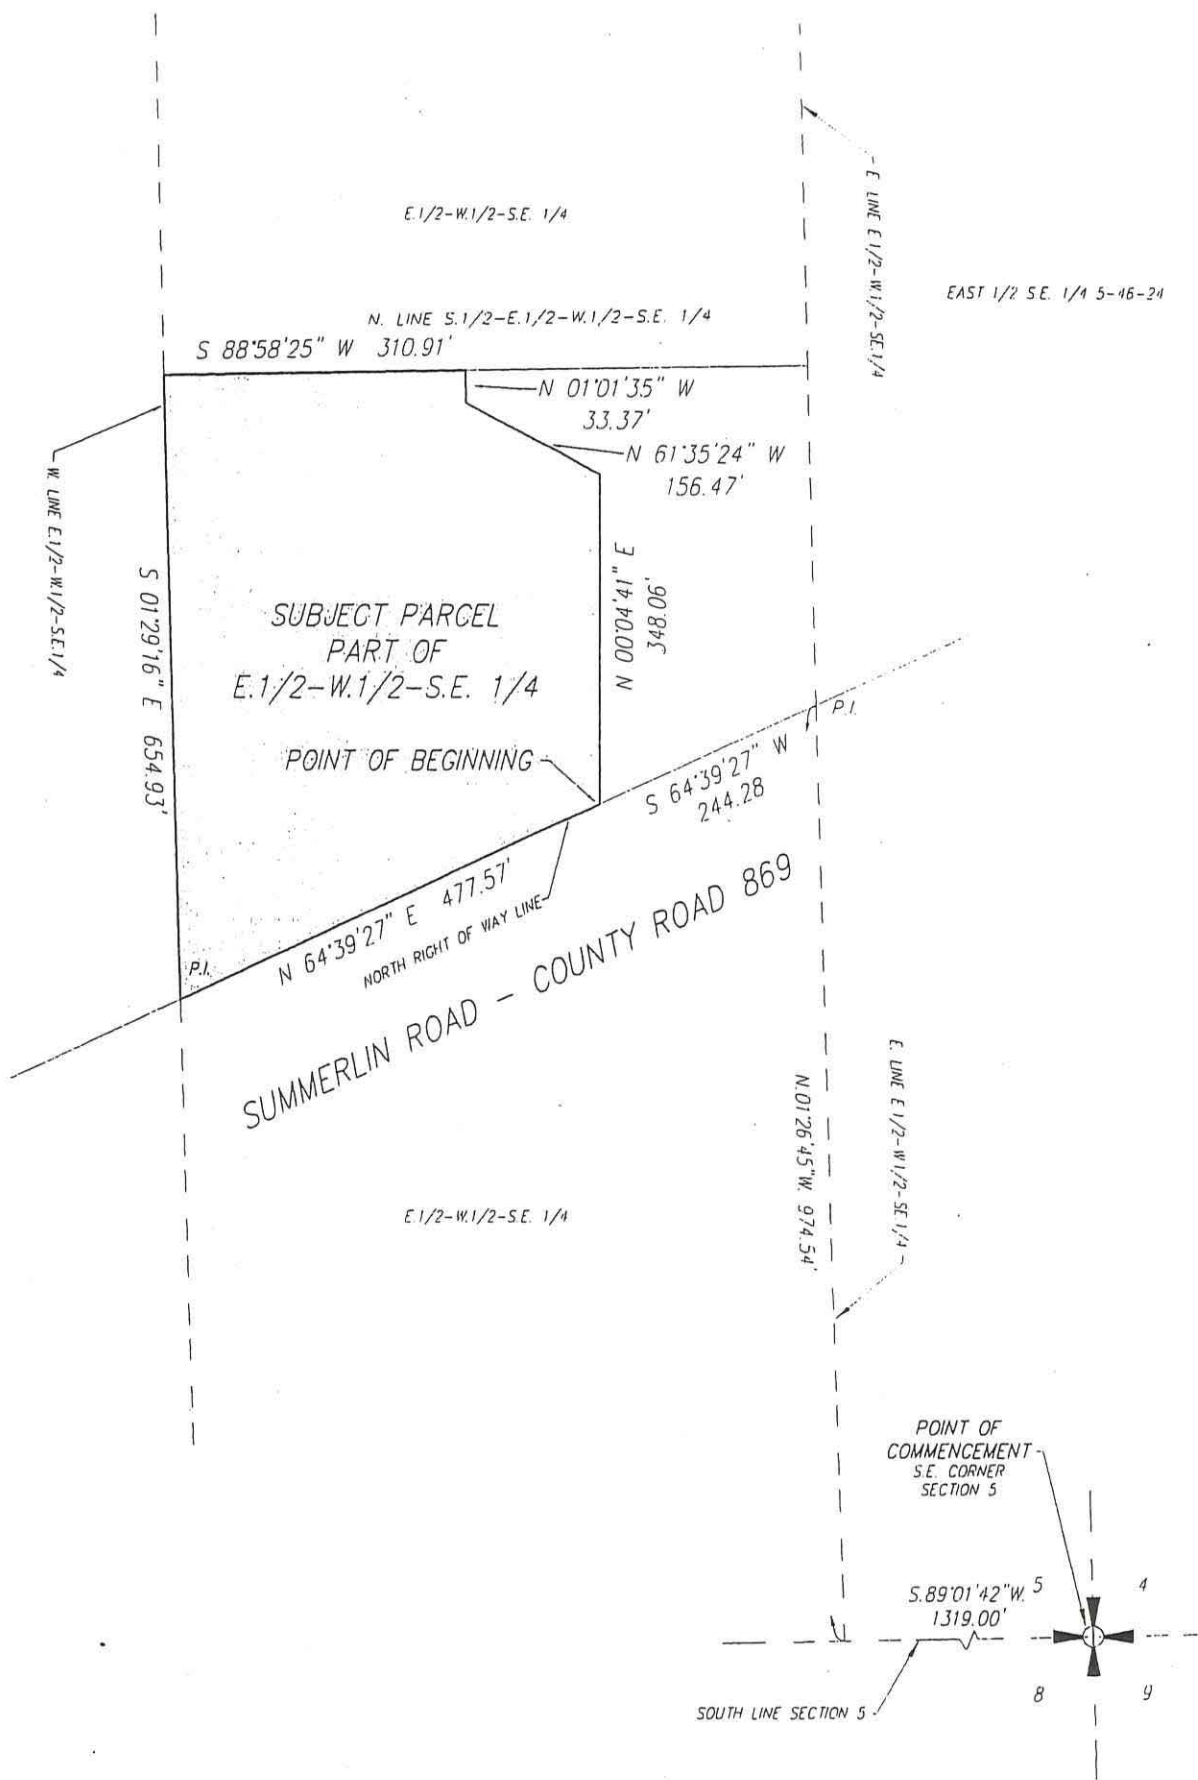 E.1/2-W.1/2-S.E. 1/4
E. LINE E.1/2-W.1/2-SE.1/4
EAST 1/2 S.E. 1/4 5-46-24
N. LINE S.1/2-E.1/2-W.1/2-S.E. 1/4
S 88°58'25" W 310.91'
N 01°01'35" W
33.37'
N 61°35'24" W
156.47'
W. LINE E.1/2-W.1/2-S.E.1/4
S 01°29'16" E 654.93'
SUBJECT PARCEL
PART OF
E.1/2-W.1/2-S.E. 1/4
N 00°40'41" E
348.06'
POINT OF BEGINNING
P.I.
S 64°39'27" W
244.28
N 64°39'27" E 477.57'
NORTH RIGHT OF WAY LINE
P.I.
SUMMERLIN ROAD - COUNTY ROAD 869
N.01°26'45"W. 974.54'
E. LINE E.1/2-W.1/2-SE.1/4
E.1/2-W.1/2-S.E. 1/4
POINT OF
COMMENCEMENT
S.E. CORNER
SECTION 5
S.89°01'42"W.
1319.00'
5
4
8
9
SOUTH LINE SECTION 5